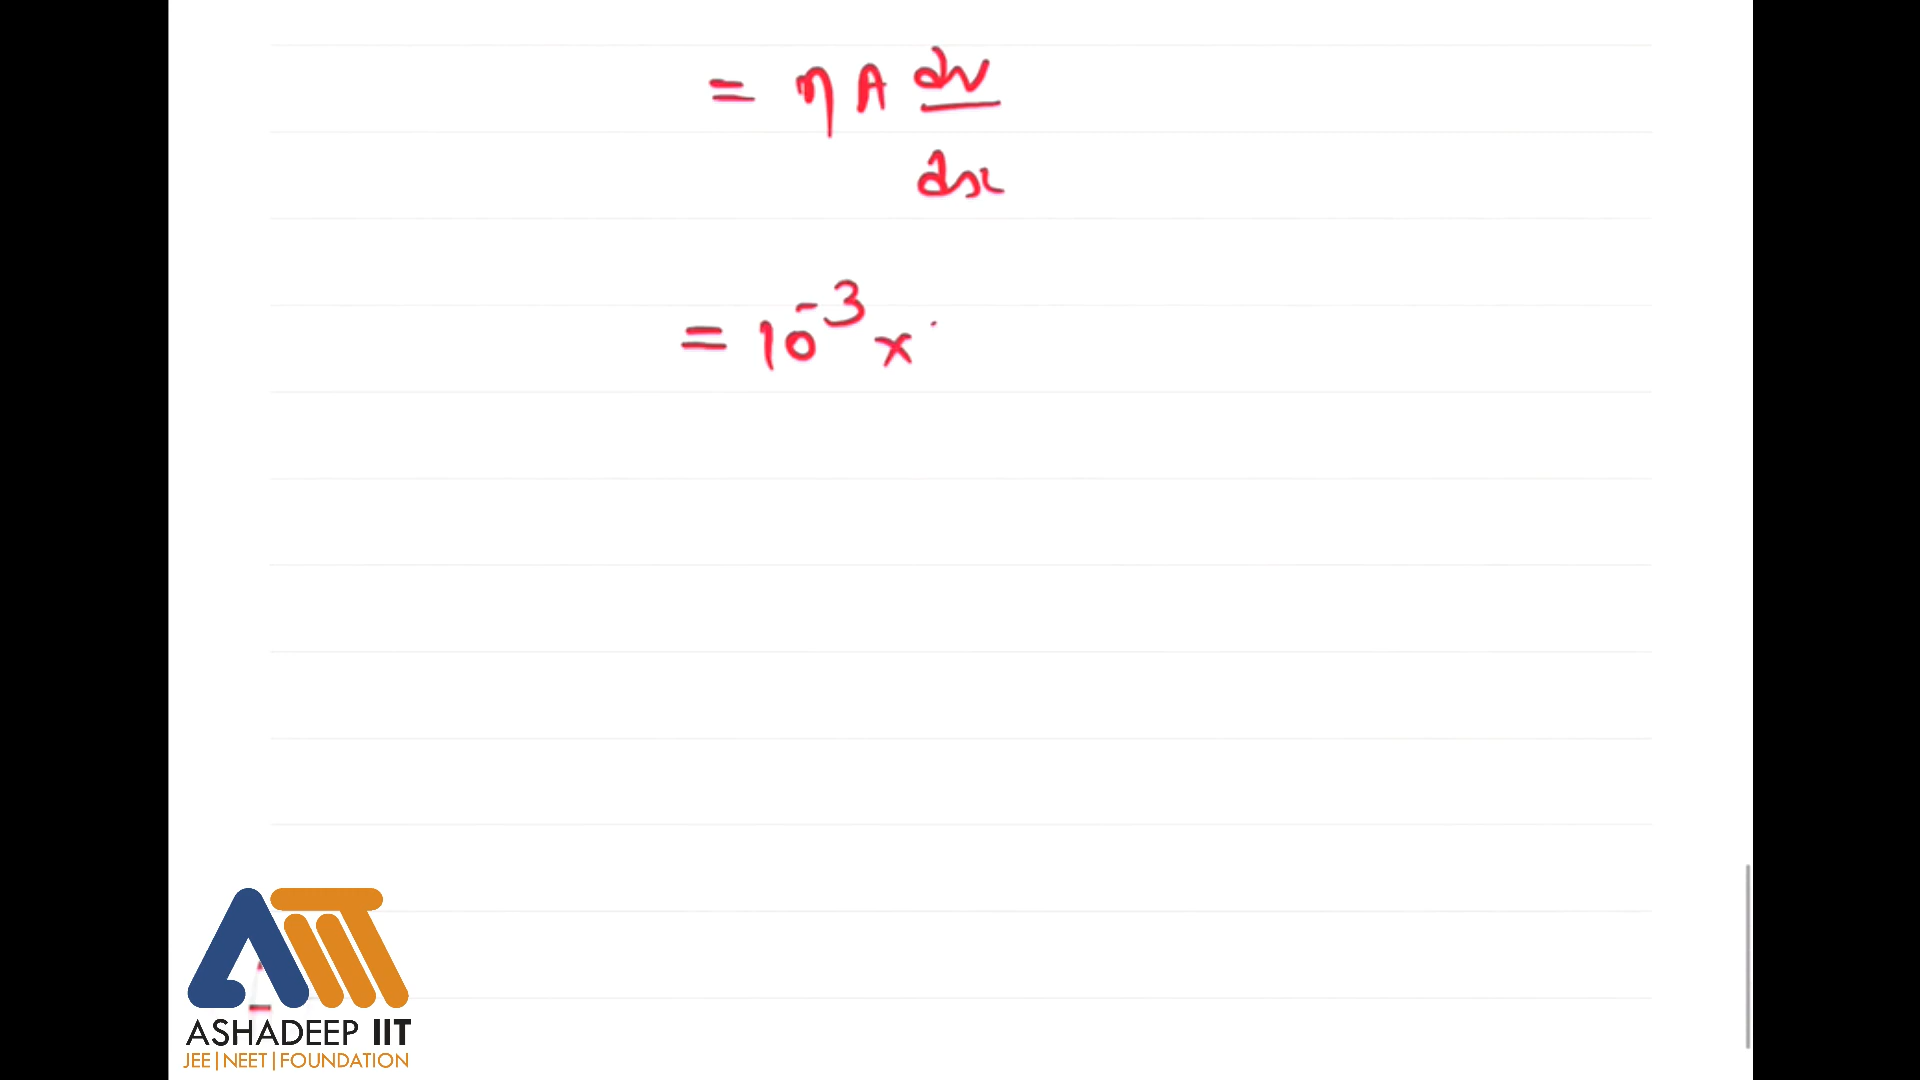 = η A dv
dx
= 10⁻³ x
ASHADEEP IIT
JEE|NEET|FOUNDATION